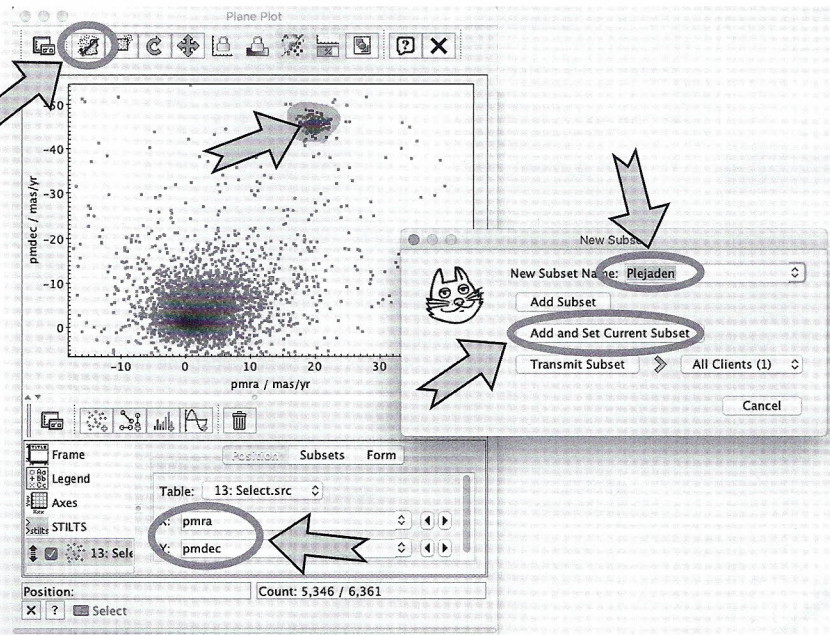 Plane Plot
-40
-30
-20
-10
0
pmdec / mas/yr
-10
0
10
20
30
pmra / mas/yr
New Subse
New Subset Name: Plejaden
Add Subset
Add and Set Current Subset
Transmit Subset
All Clients (1)
Cancel
Frame
Legend
Axes
STILTS
13: Sele
Position
Subsets
Form
Table: 13: Select.src
X: pmra
Y: pmdec
Position:
Count: 5,346 / 6,361
Select